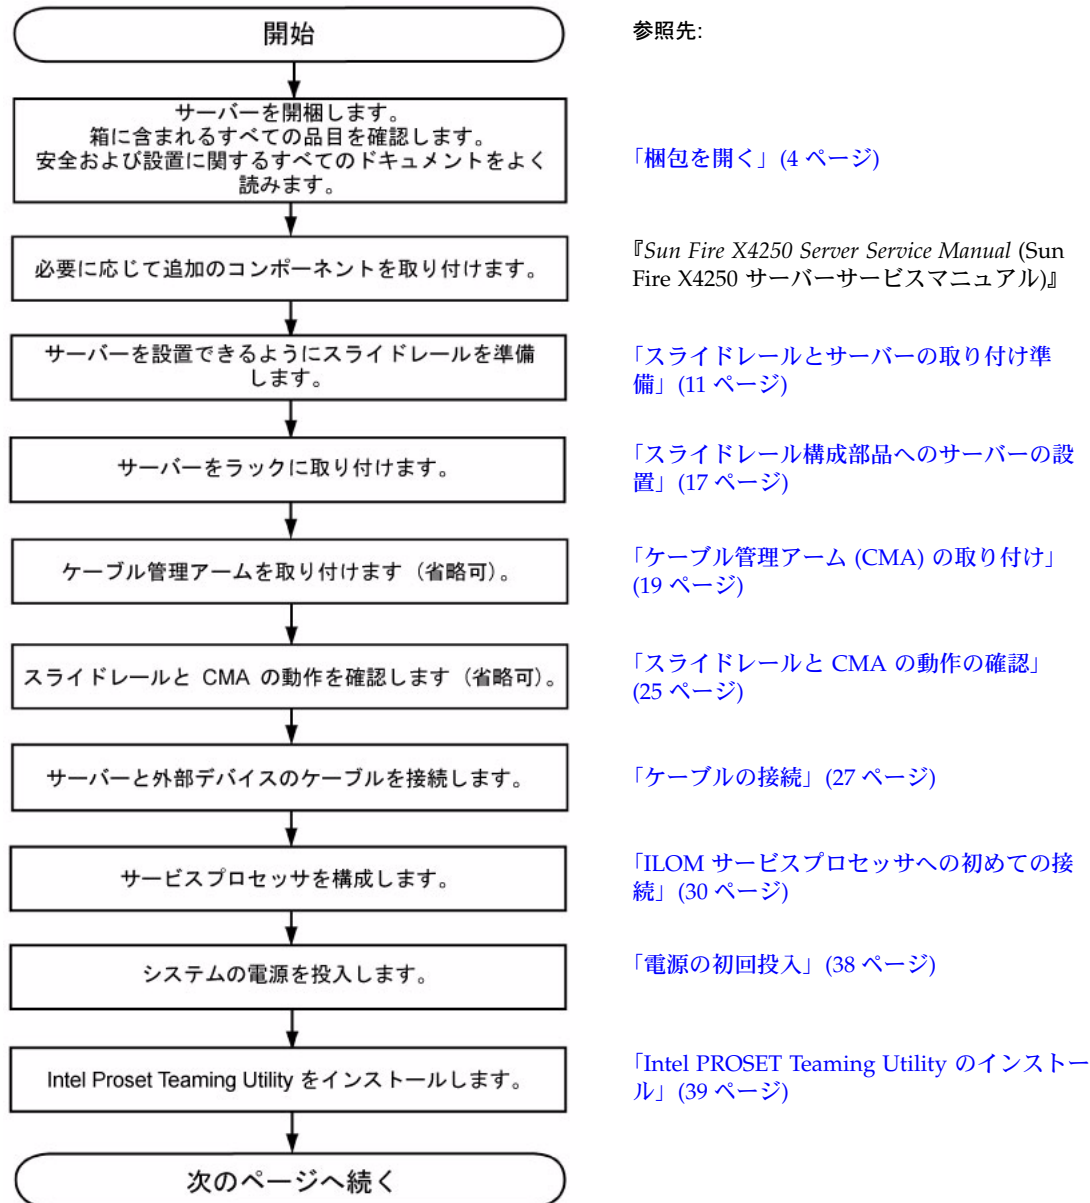 開始
参照先:
サーバーを開梱します。
箱に含まれるすべての品目を確認します。
安全および設置に関するすべてのドキュメントをよく
読みます。
「梱包を開く」(4 ページ)
必要に応じて追加のコンポーネントを取り付けます。
『Sun Fire X4250 Server Service Manual (Sun
Fire X4250 サーバーサービスマニュアル)』
サーバーを設置できるようにスライドレールを準備
します。
「スライドレールとサーバーの取り付け準
備」(11 ページ)
サーバーをラックに取り付けます。
「スライドレール構成部品へのサーバーの設
置」(17 ページ)
ケーブル管理アームを取り付けます（省略可）。
「ケーブル管理アーム (CMA) の取り付け」
(19 ページ)
スライドレールと CMA の動作を確認します（省略可）。
「スライドレールと CMA の動作の確認」
(25 ページ)
サーバーと外部デバイスのケーブルを接続します。
「ケーブルの接続」(27 ページ)
サービスプロセッサを構成します。
「ILOM サービスプロセッサへの初めての接
続」(30 ページ)
システムの電源を投入します。
「電源の初回投入」(38 ページ)
Intel Proset Teaming Utility をインストールします。
「Intel PROSET Teaming Utility のインストー
ル」(39 ページ)
次のページへ続く